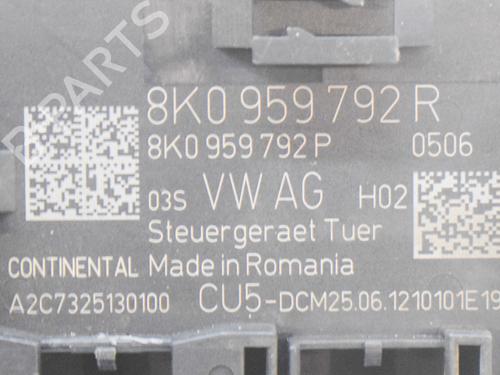 8K0 959 792 R
8K0 959 792 P 0506
03S VW AG H02
Steuergeraet Tuer
CONTINENTAL Made in Romania
A2C7325130100 CU5-DCM25.06.1210101E19